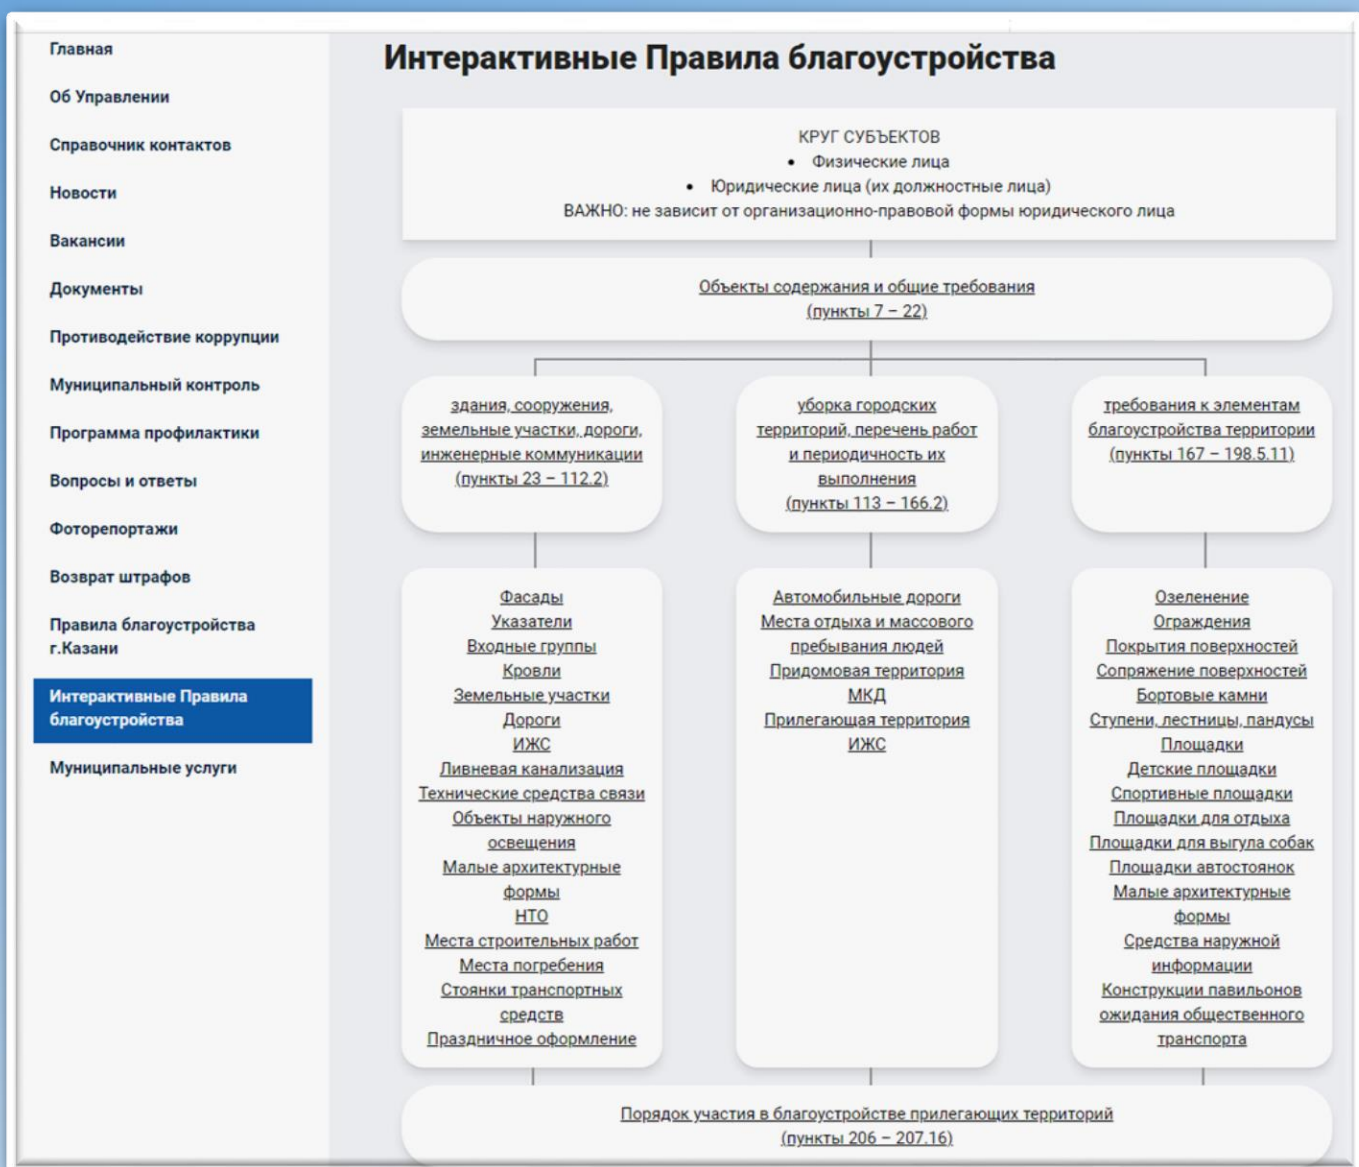 Главная
Об Управлении
Справочник контактов
Новости
Вакансии
Документы
Противодействие коррупции
Муниципальный контроль
Программа профилактики
Вопросы и ответы
Фоторепортажи
Возврат штрафов
Правила благоустройства
г.Казани
Интерактивные Правила
благоустройства
Муниципальные услуги
Интерактивные Правила благоустройства
КРУГ СУБЪЕКТОВ
• Физические лица
• Юридические лица (их должностные лица)
ВАЖНО: не зависит от организационно-правовой формы юридического лица
Объекты содержания и общие требования
(пункты 7 – 22)
здания, сооружения,
земельные участки, дороги,
инженерные коммуникации
(пункты 23 – 112.2)
уборка городских
территорий, перечень работ
и периодичность их
выполнения
(пункты 113 – 166.2)
требования к элементам
благоустройства территории
(пункты 167 – 198.5.11)
Фасады
Указатели
Входные группы
Кровли
Земельные участки
Дороги
ИЖС
Ливневая канализация
Технические средства связи
Объекты наружного
освещения
Малые архитектурные
формы
НТО
Места строительных работ
Места погребения
Стоянки транспортных
средств
Праздничное оформление
Автомобильные дороги
Места отдыха и массового
пребывания людей
Придомовая территория
МКД
Прилегающая территория
ИЖС
Озеленение
Ограждения
Покрытия поверхностей
Сопряжение поверхностей
Бортовые камни
Ступени, лестницы, пандусы
Площадки
Детские площадки
Спортивные площадки
Площадки для отдыха
Площадки для выгула собак
Площадки автостоянок
Малые архитектурные
формы
Средства наружной
информации
Конструкции павильонов
ожидания общественного
транспорта
Порядок участия в благоустройстве прилегающих территорий
(пункты 206 – 207.16)